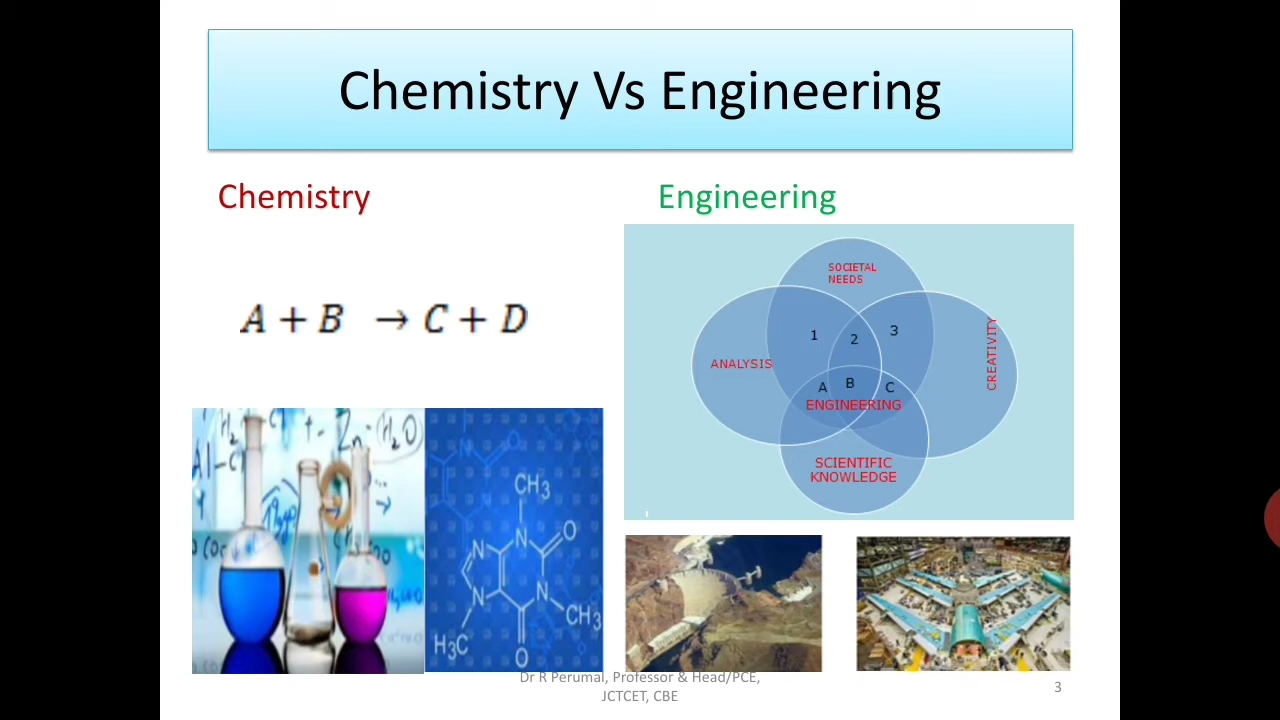 Chemistry Vs Engineering
Chemistry
Engineering
A + B → C + D
SOCIETAL
NEEDS
1
2
3
ANALYSIS
CREATIVITY
A
B
C
ENGINEERING
SCIENTIFIC
KNOWLEDGE
CH₃
N
N
O
N
N
CH₃
H₃C
O
Dr R Perumal, Professor & Head/PCE,
JCTCET, CBE
3